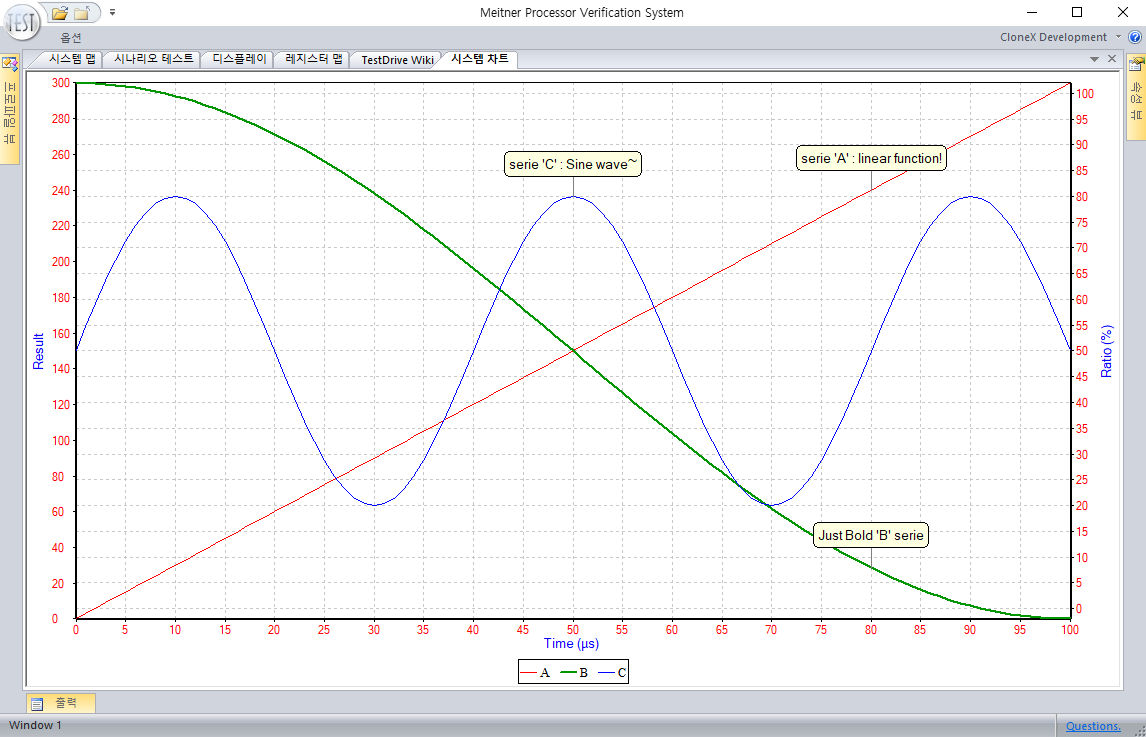 TEST
Meitner Processor Verification System
옵션
CloneX Development
시스템 맵
시나리오 테스트
디스플레이
레지스터 맵
TestDrive Wiki
시스템 차트
프로파일 뷰
속성 뷰
300
280
260
240
220
200
180
160
140
120
100
80
60
40
20
0
Result
serie 'C' : Sine wave~
serie 'A' : linear function!
Just Bold 'B' serie
100
95
90
85
80
75
70
65
60
55
50
45
40
35
30
25
20
15
10
5
0
Ratio (%)
0 5 10 15 20 25 30 35 40 45 50 55 60 65 70 75 80 85 90 95 100
Time (µs)
A B C
출력
Window 1
Questions.